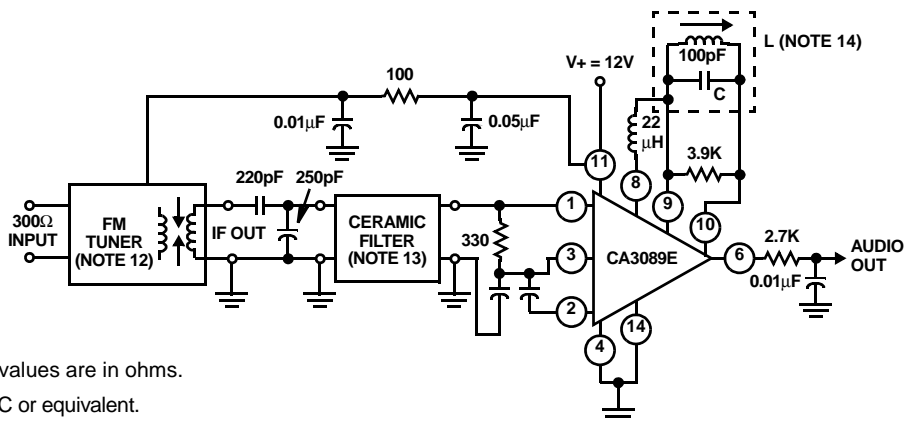 L (NOTE 14)
100pF
C
V+ = 12V
100
0.01μF
0.05μF
22
μH
3.9K
11
8
9
10
220pF
250pF
300Ω
INPUT
FM
TUNER
(NOTE 12)
IF OUT
CERAMIC
FILTER
(NOTE 13)
330
1
3
2
CA3089E
6
2.7K
0.01μF
AUDIO
OUT
4
14
values are in ohms.
C or equivalent.